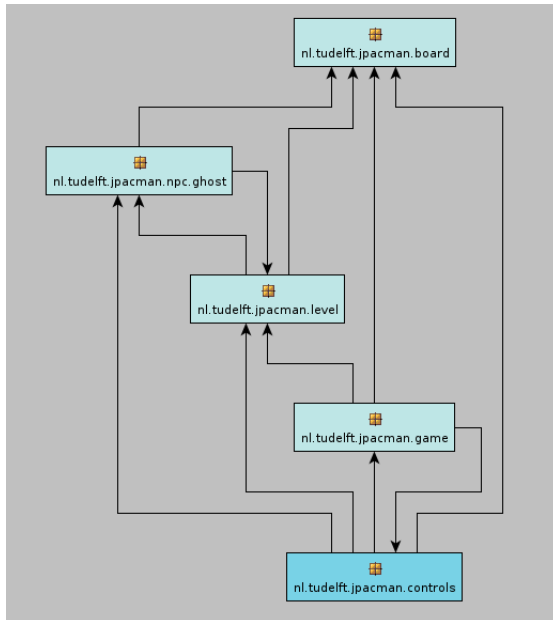 nl.tudelft.jpacman.board
nl.tudelft.jpacman.npc.ghost
nl.tudelft.jpacman.level
nl.tudelft.jpacman.game
nl.tudelft.jpacman.controls